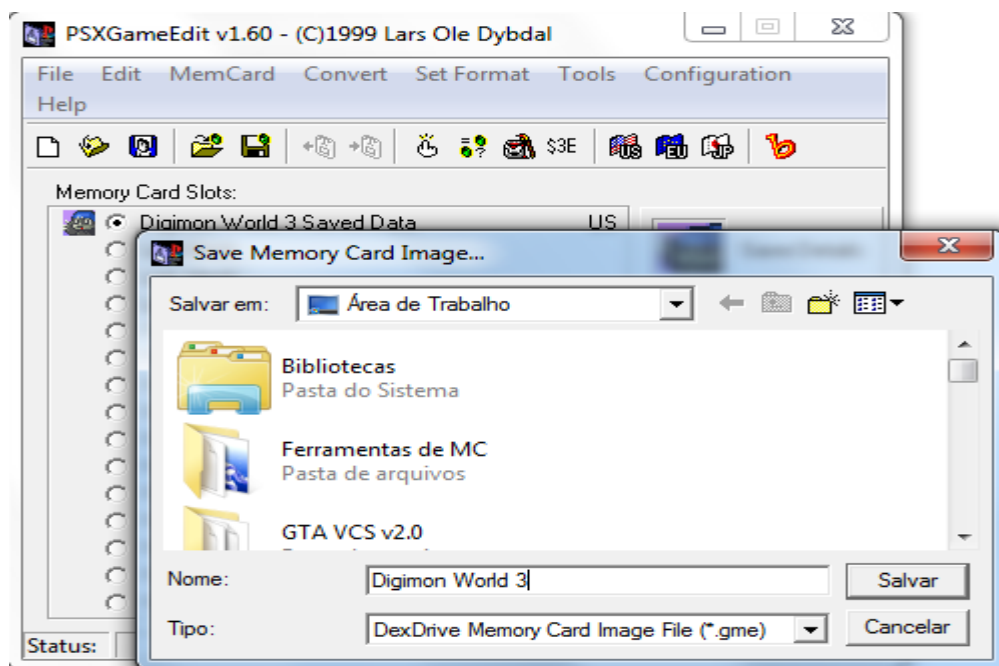 PSXGameEdit v1.60 - (C)1999 Lars Ole Dybdal
File Edit MemCard Convert Set Format Tools Configuration
Help
$3E US EU JP
Memory Card Slots:
Digimon World 3 Saved Data US
Save Memory Card Image...
Salvar em: Área de Trabalho
Bibliotecas
Pasta do Sistema
Ferramentas de MC
Pasta de arquivos
GTA VCS v2.0
Nome: Digimon World 3 Salvar
Tipo: DexDrive Memory Card Image File (*.gme) Cancelar
Status: